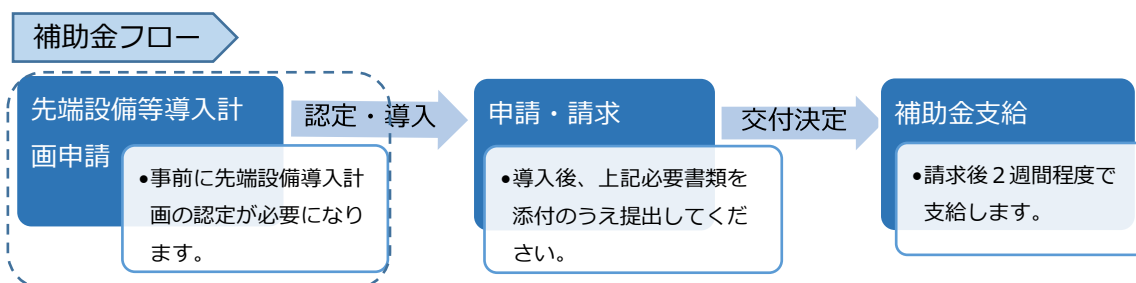 補助金フロー
先端設備等導入計
画申請
•事前に先端設備導入計
画の認定が必要になり
ます。
認定・導入
申請・請求
•導入後、上記必要書類を
添付のうえ提出してくだ
さい。
交付決定
補助金支給
•請求後２週間程度で
支給します。